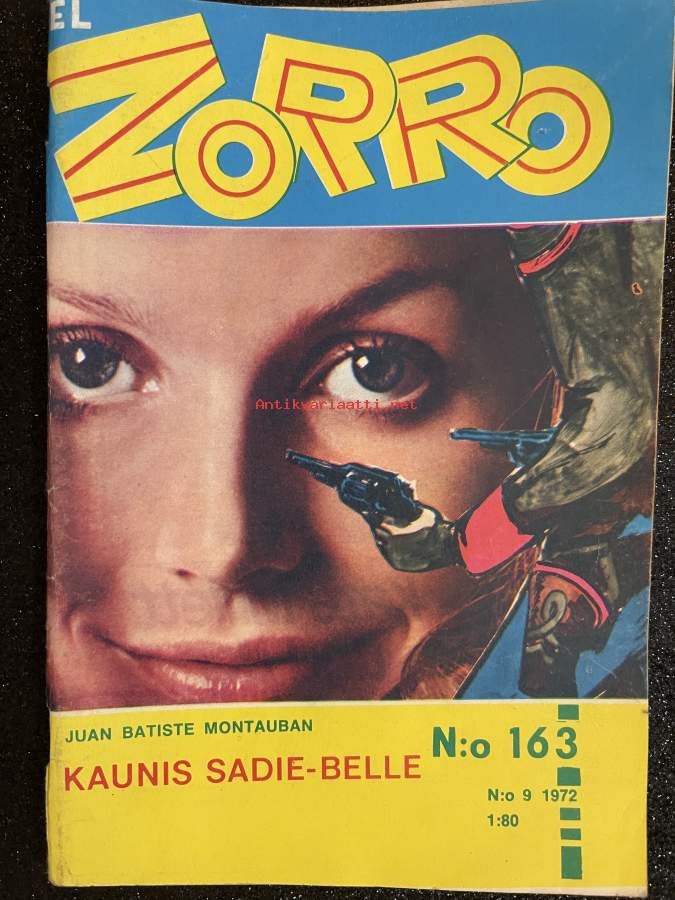 EL
ZORRO
Antikvariaatti.net
JUAN BATISTE MONTAUBAN
N:o 163
KAUNIS SADIE-BELLE
N:o 9 1972
1:80